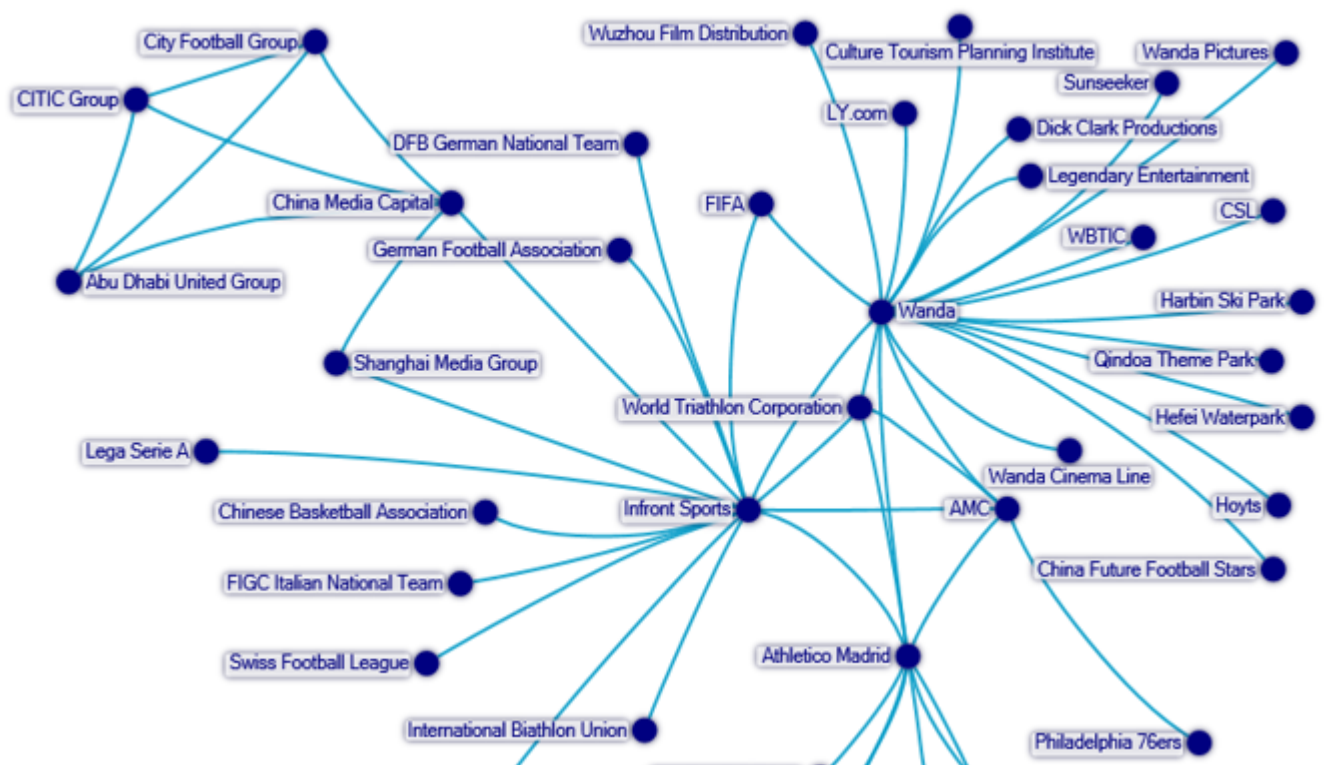 Wuzhou Film Distribution
City Football Group
Culture Tourism Planning Institute
Wanda Pictures
Sunseeker
CITIC Group
LY.com
Dick Clark Productions
DFB German National Team
Legendary Entertainment
China Media Capital
FIFA
CSL
WBTIC
German Football Association
Abu Dhabi United Group
Harbin Ski Park
Wanda
Shanghai Media Group
Qindoa Theme Park
World Triathlon Corporation
Hefei Waterpark
Lega Serie A
Wanda Cinema Line
Chinese Basketball Association
Infront Sports
AMC
Hoyts
China Future Football Stars
FIGC Italian National Team
Swiss Football League
Athletico Madrid
International Biathlon Union
Philadelphia 76ers